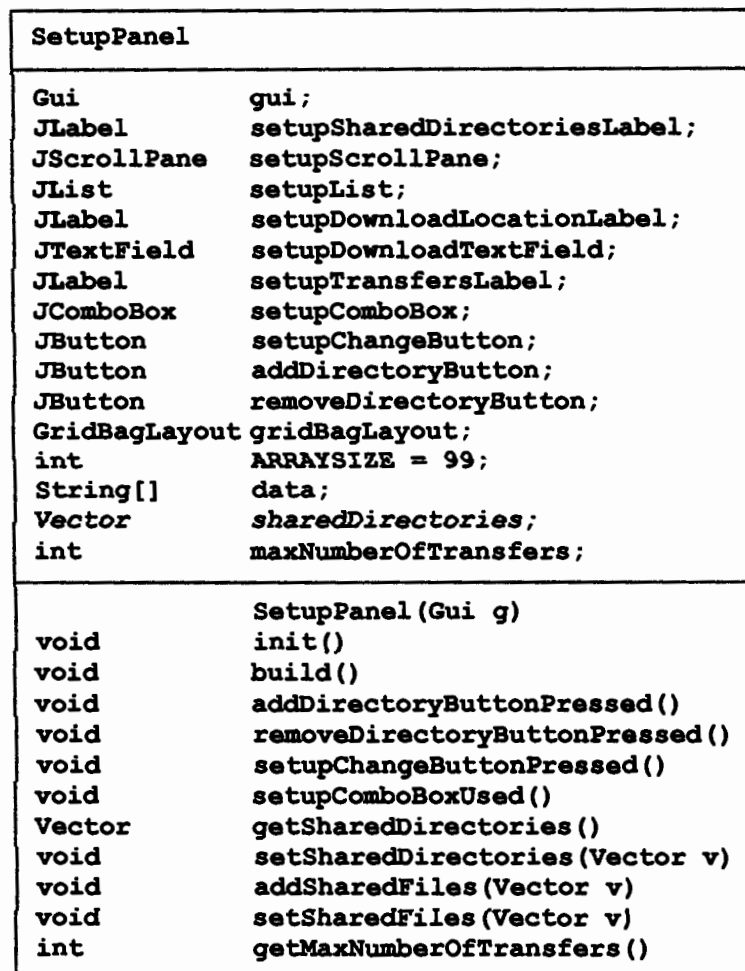 SetupPanel
Gui gui;
JLabel setupSharedDirectoriesLabel;
JScrollPane setupScrollPane;
JList setupList;
JLabel setupDownloadLocationLabel;
JTextField setupDownloadTextField;
JLabel setupTransfersLabel;
JComboBox setupComboBox;
JButton setupChangeButton;
JButton addDirectoryButton;
JButton removeDirectoryButton;
GridBagLayout gridBagLayout;
int ARRAYSIZE = 99;
String[] data;
Vector sharedDirectories;
int maxNumberOfTransfers;
SetupPanel(Gui g)
void init()
void build()
void addDirectoryButtonPressed()
void removeDirectoryButtonPressed()
void setupChangeButtonPressed()
void setupComboBoxUsed()
Vector getSharedDirectories()
void setSharedDirectories(Vector v)
void addSharedFiles(Vector v)
void setSharedFiles(Vector v)
int getMaxNumberOfTransfers()